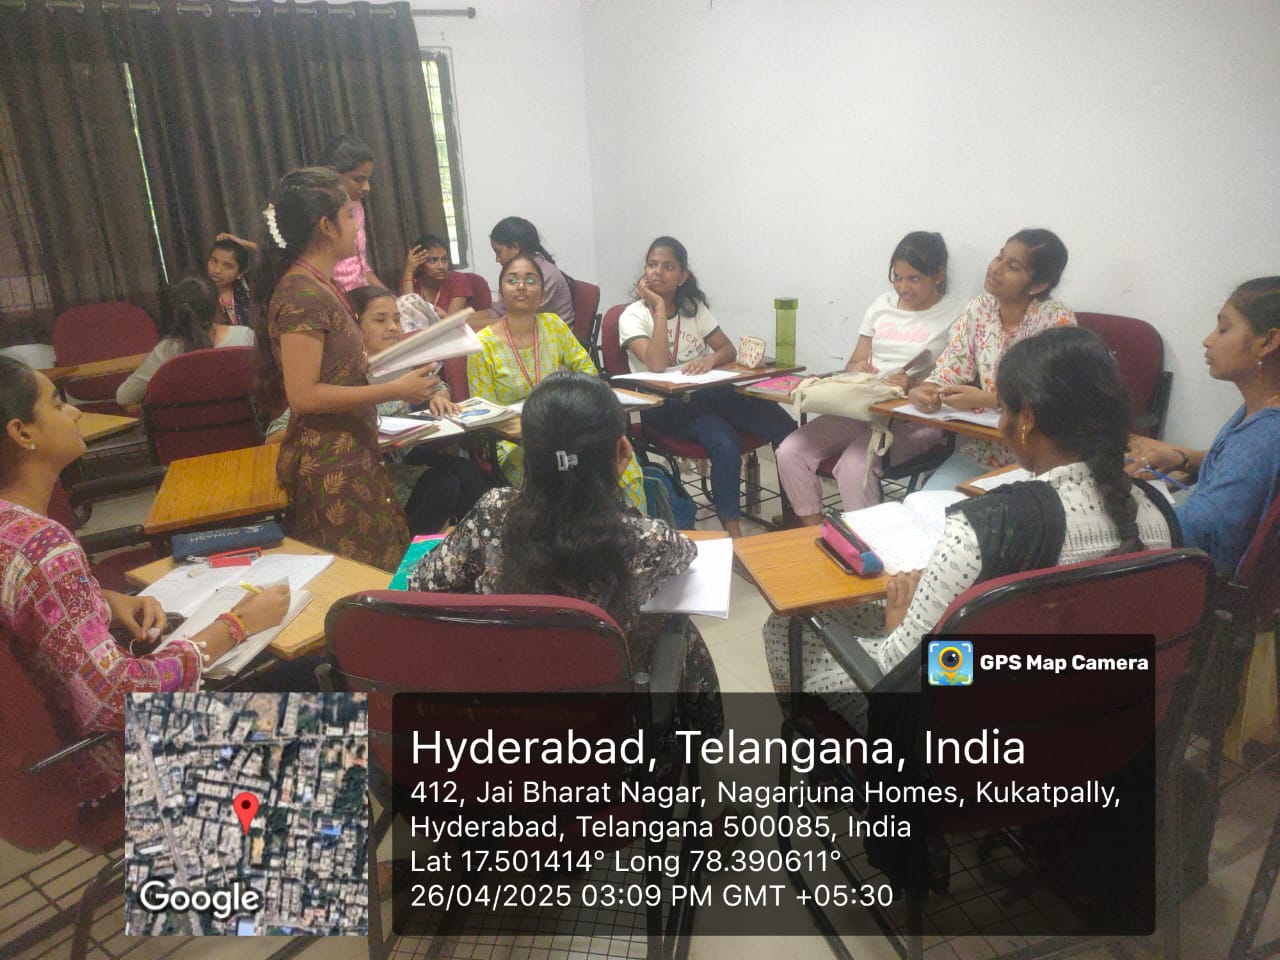 GPS Map Camera
Hyderabad, Telangana, India
412, Jai Bharat Nagar, Nagarjuna Homes, Kukatpally,
Hyderabad, Telangana 500085, India
Lat 17.501414° Long 78.390611°
26/04/2025 03:09 PM GMT +05:30
Google